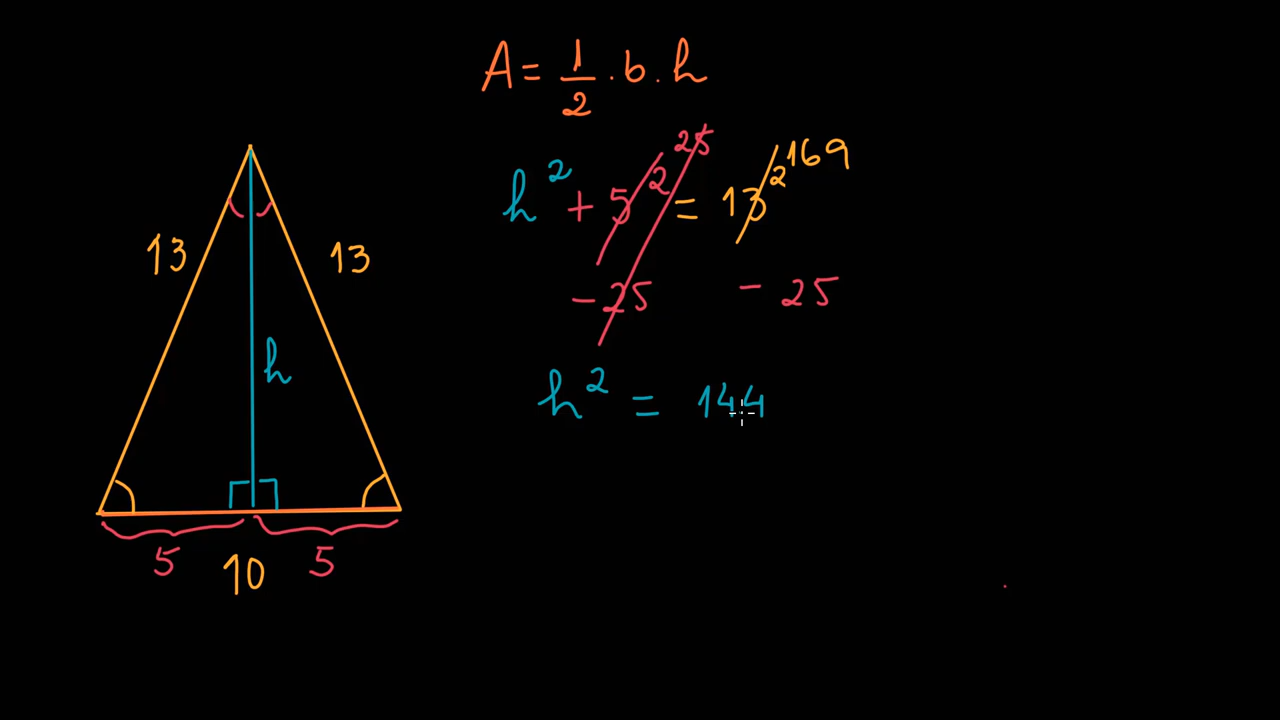 A = 1/2 . b . h
25
h² + 5² = 13² 169
13 13
- 25 - 25
h
h² = 144
5 10 5